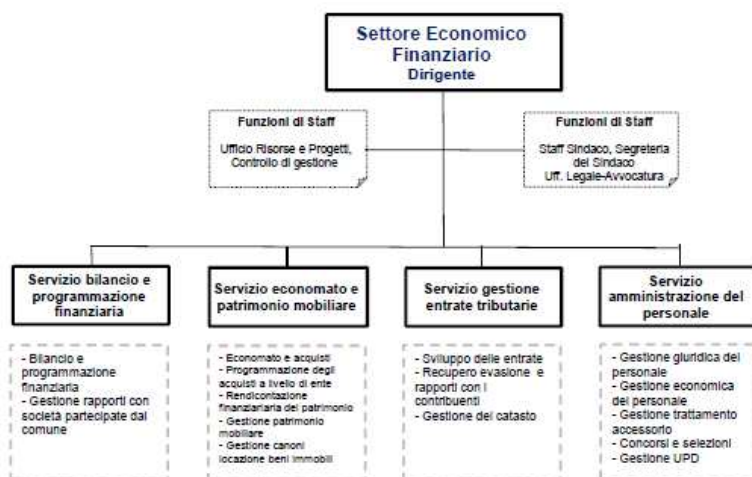 Settore Economico
Finanziario
Dirigente
Funzioni di Staff
Ufficio Risorse e Progetti,
Controllo di gestione
Funzioni di Staff
Staff Sindaco, Segreteria
del Sindaco
Uff. Legale-Avvocatura
Servizio bilancio e
programmazione
finanziaria
Servizio economato e
patrimonio mobiliare
Servizio gestione
entrate tributarie
Servizio
amministrazione del
personale
- Bilancio e
programmazione
finanziaria
- Gestione rapporti con
società partecipate dal
comune
- Economato e acquisti
- Programmazione degli
acquisti a livello di ente
- Rendicontazione
finanziariaria del patrimonio
- Gestione patrimonio
mobiliare
- Gestione canoni
locazione beni immobili
- Sviluppo delle entrate
- Recupero evasione e
rapporti con i
contribuenti
- Gestione del catasto
- Gestione giuridica del
personale
- Gestione economica
del personale
- Gestione trattamento
accessorio
- Concorsi e selezioni
- Gestione UPD